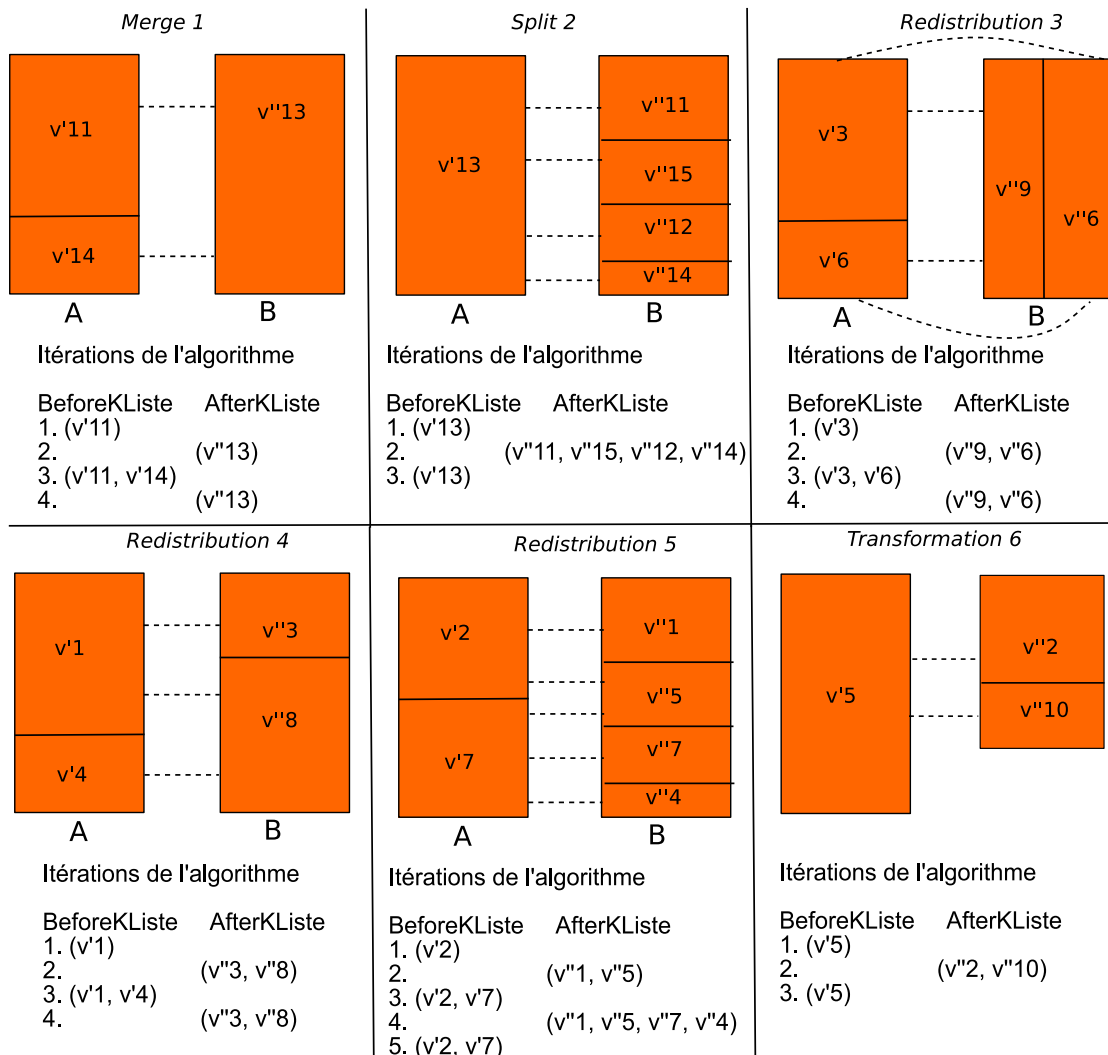 Merge 1
v'11
v'14
v''13
A
B
Itérations de l'algorithme
BeforeKListe AfterKListe
1. (v'11)
2. (v"13)
3. (v'11, v'14)
4. (v"13)
Split 2
v'13
v''11
v''15
v''12
v''14
A
B
Itérations de l'algorithme
BeforeKListe AfterKListe
1. (v'13)
2. (v"11, v"15, v"12, v"14)
3. (v'13)
Redistribution 3
v'3
v'6
v''9
v''6
A
B
Itérations de l'algorithme
BeforeKListe AfterKListe
1. (v'3)
2. (v"9, v"6)
3. (v'3, v'6)
4. (v"9, v"6)
Redistribution 4
v'1
v'4
v''3
v''8
A
B
Itérations de l'algorithme
BeforeKListe AfterKListe
1. (v'1)
2. (v"3, v"8)
3. (v'1, v'4)
4. (v"3, v"8)
Redistribution 5
v'2
v'7
v''1
v''5
v''7
v''4
A
B
Itérations de l'algorithme
BeforeKListe AfterKListe
1. (v'2)
2. (v"1, v"5)
3. (v'2, v'7)
4. (v"1, v"5, v"7, v"4)
5. (v'2, v'7)
Transformation 6
v'5
v''2
v''10
Itérations de l'algorithme
BeforeKListe AfterKListe
1. (v'5)
2. (v"2, v"10)
3. (v'5)